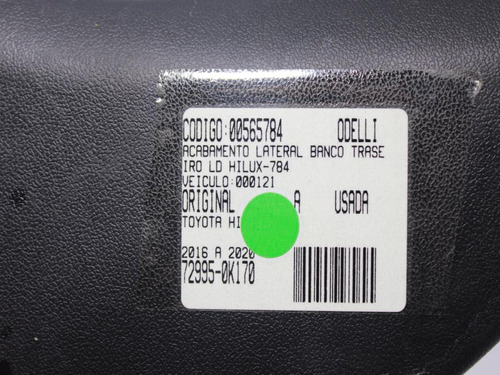 CODIGO:00565784 ODELLI
ACABAMENTO LATERAL BANCO TRASE
IRO LD HILUX-784
VEICULO:000121
ORIGINAL A USADA
TOYOTA HI
2016 A 2020
72995-0K170